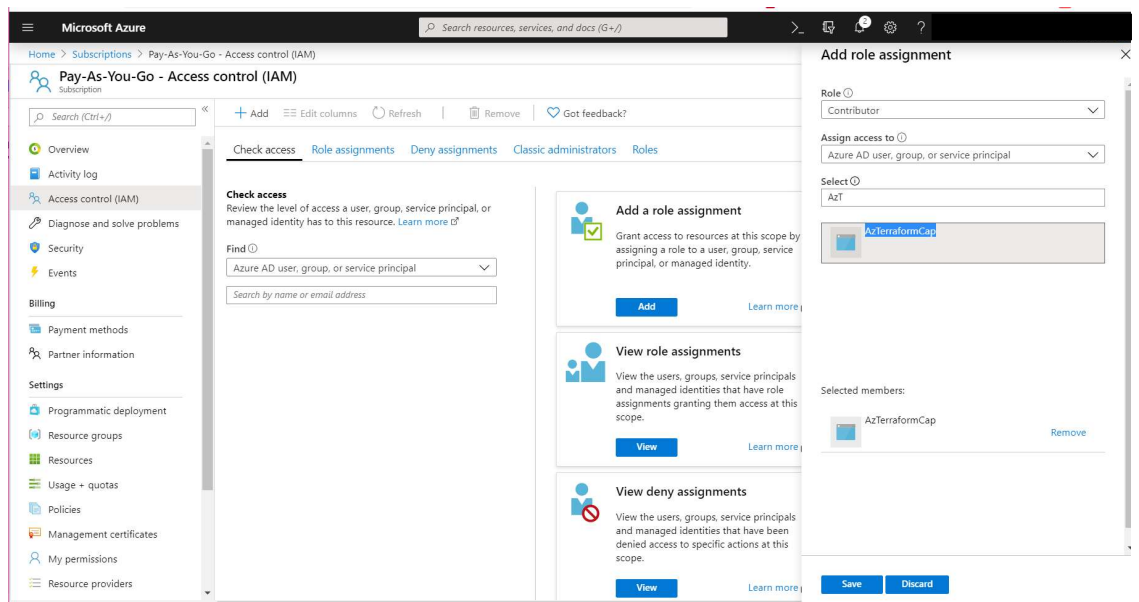 Microsoft Azure
Search resources, services, and docs (G+/)
2
Home > Subscriptions > Pay-As-You-Go - Access control (IAM)
Pay-As-You-Go - Access control (IAM)
Subscription
Search (Ctrl+/)
Overview
Activity log
Access control (IAM)
Diagnose and solve problems
Security
Events
Billing
Payment methods
Partner information
Settings
Programmatic deployment
Resource groups
Resources
Usage + quotas
Policies
Management certificates
My permissions
Resource providers
Add
Edit columns
Refresh
Remove
Got feedback?
Check access
Role assignments
Deny assignments
Classic administrators
Roles
Check access
Review the level of access a user, group, service principal, or
managed identity has to this resource. Learn more
Find
Azure AD user, group, or service principal
Search by name or email address
Add a role assignment
Grant access to resources at this scope by
assigning a role to a user, group, service
principal, or managed identity.
Add
Learn more
View role assignments
View the users, groups, service principals
and managed identities that have role
assignments granting them access at this
scope.
View
Learn more
View deny assignments
View the users, groups, service principals
and managed identities that have been
denied access to specific actions at this
scope.
View
Learn more
Add role assignment
Role
Contributor
Assign access to
Azure AD user, group, or service principal
Select
AzT
AzTerraformCap
Selected members:
AzTerraformCap
Remove
Save
Discard